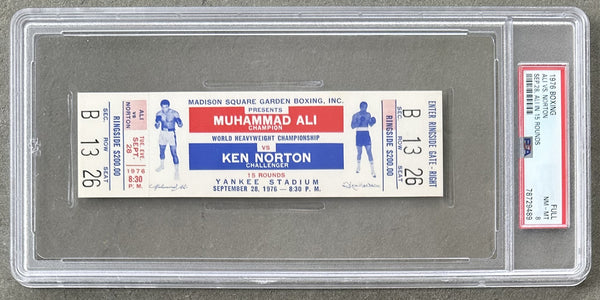 B 13 26
SEC ROW SEAT
RINGSIDE $200.00
ALI
vs
NORTON
TUE. EVE.
SEPT.
28
1976
8:30
P. M.
MADISON SQUARE GARDEN BOXING, INC.
PRESENTS
MUHAMMAD ALI
CHAMPION
WORLD HEAVYWEIGHT CHAMPIONSHIP
VS
KEN NORTON
CHALLENGER
15 ROUNDS
YANKEE STADIUM
SEPTEMBER 28, 1976 — 8:30 P. M.
RINGSIDE $200.00
SEC ROW SEAT
B 13 26
ENTER RINGSIDE GATE - RIGHT
1976 BOXING
ALI VS. NORTON
SEP.28, ALI IN 15 ROUNDS
PSA
FULL
NM - MT
8
78729489